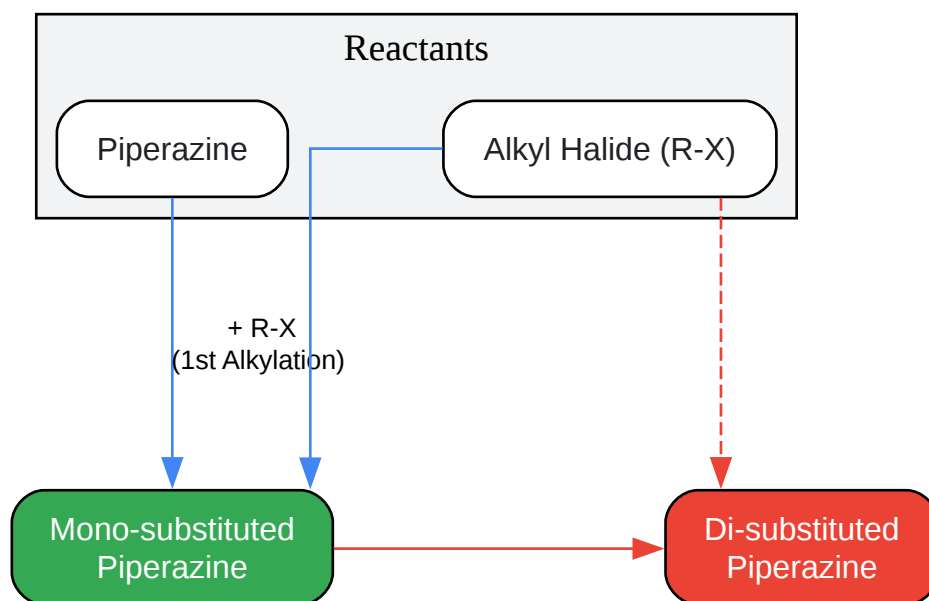 Reactants
Piperazine
Alkyl Halide (R-X)
+ R-X
(1st Alkylation)
Mono-substituted
Piperazine
Di-substituted
Piperazine